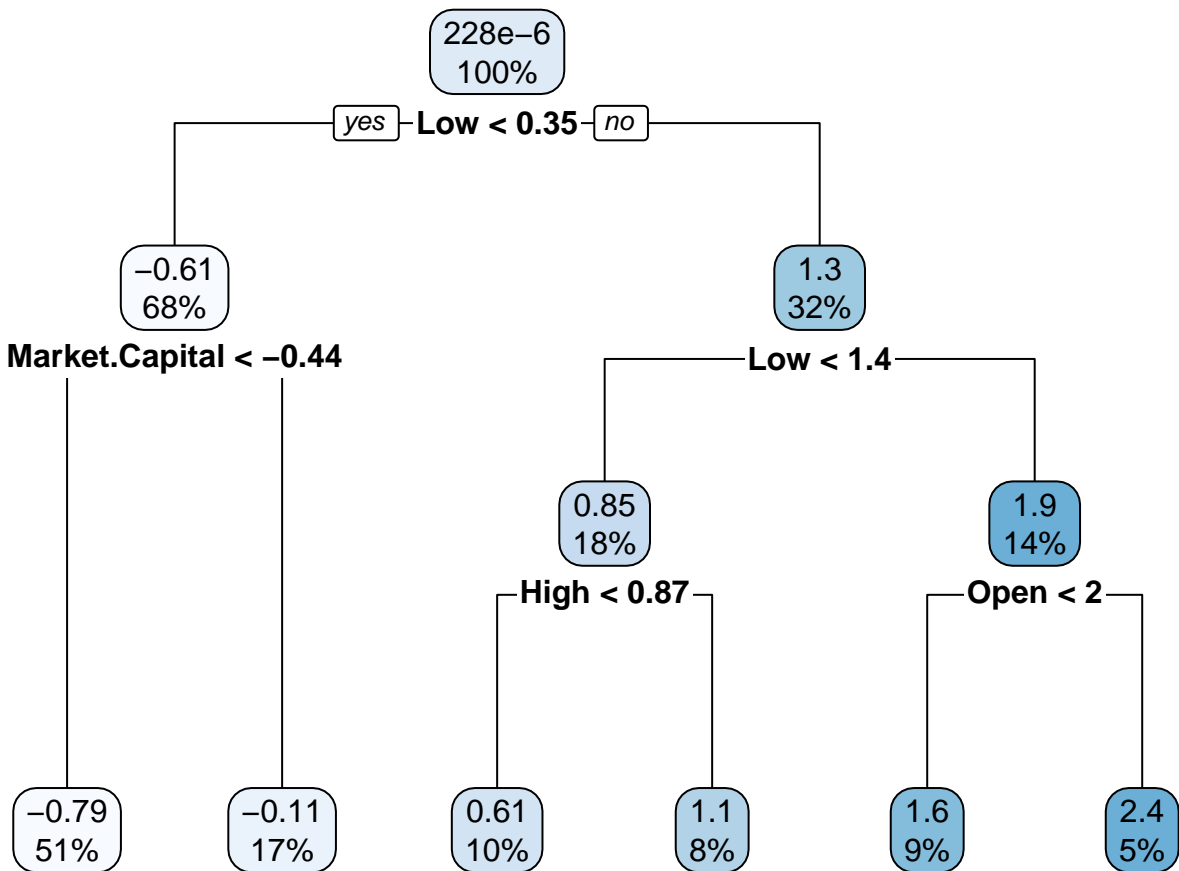 228e−6
100%
yes
Low < 0.35
no
−0.61
68%
1.3
32%
Market.Capital < −0.44
Low < 1.4
0.85
18%
1.9
14%
High < 0.87
Open < 2
−0.79
51%
−0.11
17%
0.61
10%
1.1
8%
1.6
9%
2.4
5%